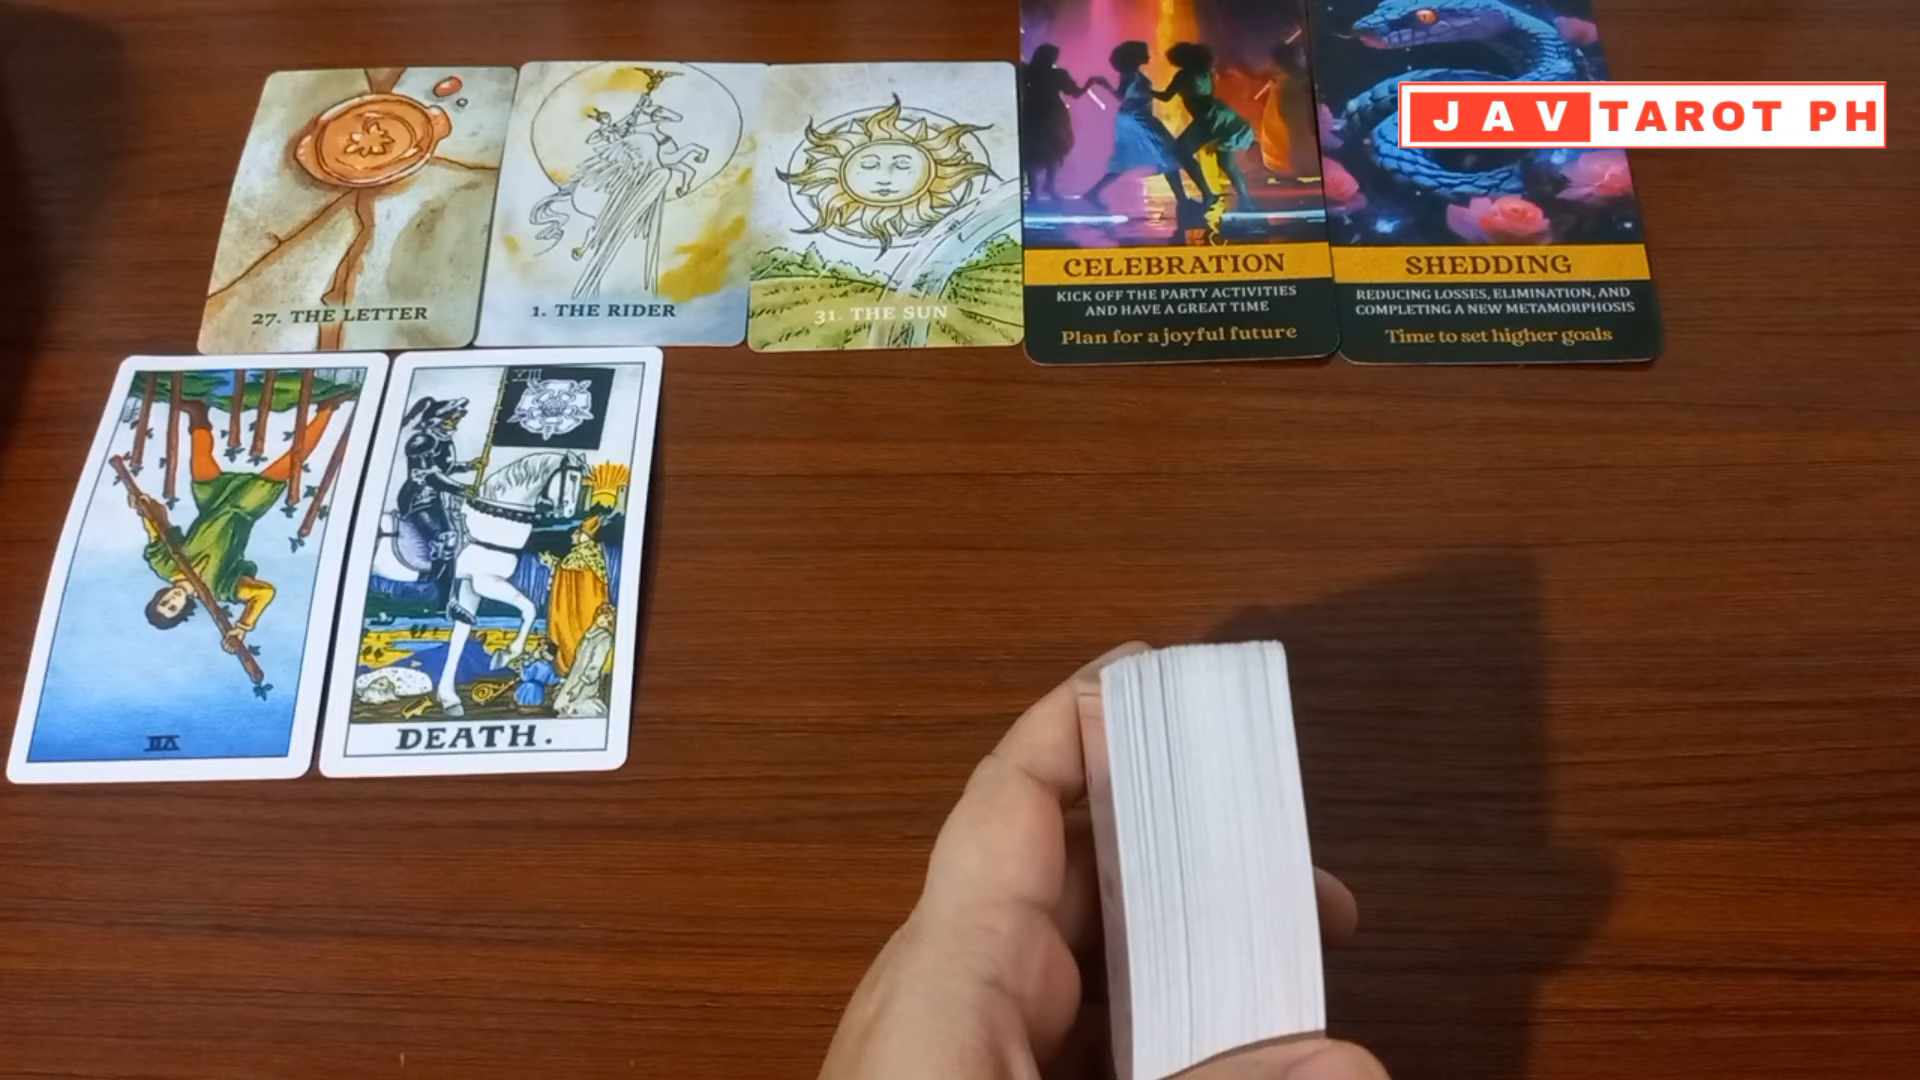 JAV TAROT PH
27. THE LETTER
1. THE RIDER
31. THE SUN
CELEBRATION
KICK OFF THE PARTY ACTIVITIES
AND HAVE A GREAT TIME
Plan for a joyful future
SHEDDING
REDUCING LOSSES, ELIMINATION, AND
COMPLETING A NEW METAMORPHOSIS
Time to set higher goals
VII
XIII
DEATH.